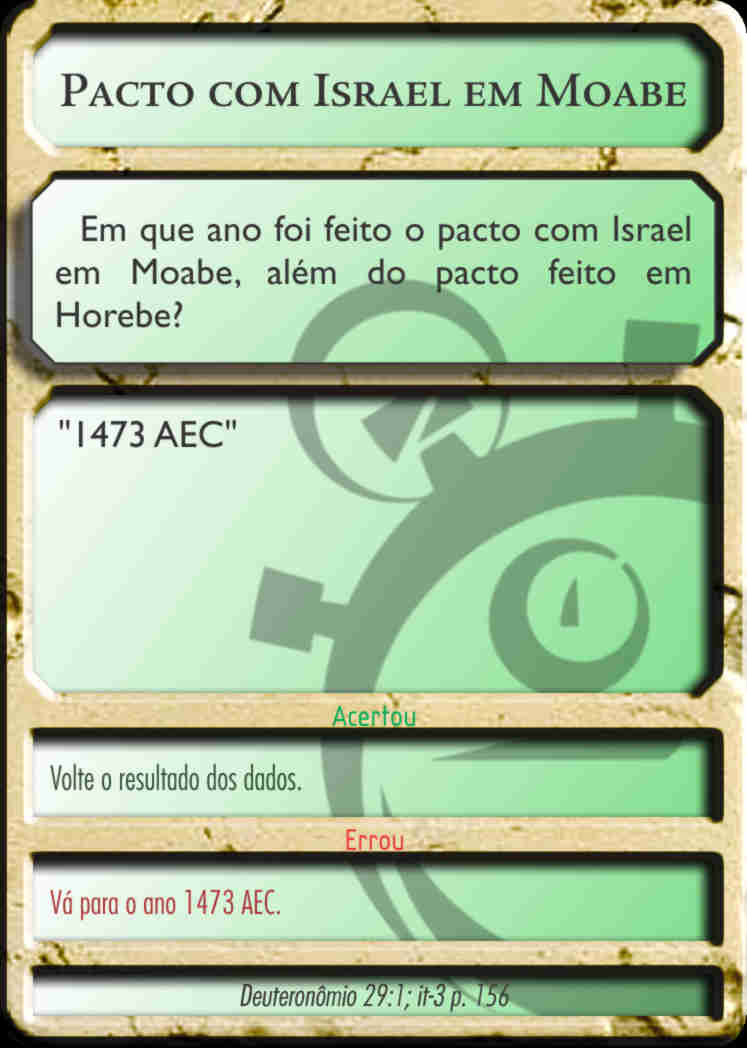 Pacto com Israel em Moabe
Em que ano foi feito o pacto com Israel
em Moabe, além do pacto feito em
Horebe?
"1473 AEC"
Acertou
Volte o resultado dos dados.
Errou
Vá para o ano 1473 AEC.
Deuteronômio 29:1; it-3 p. 156